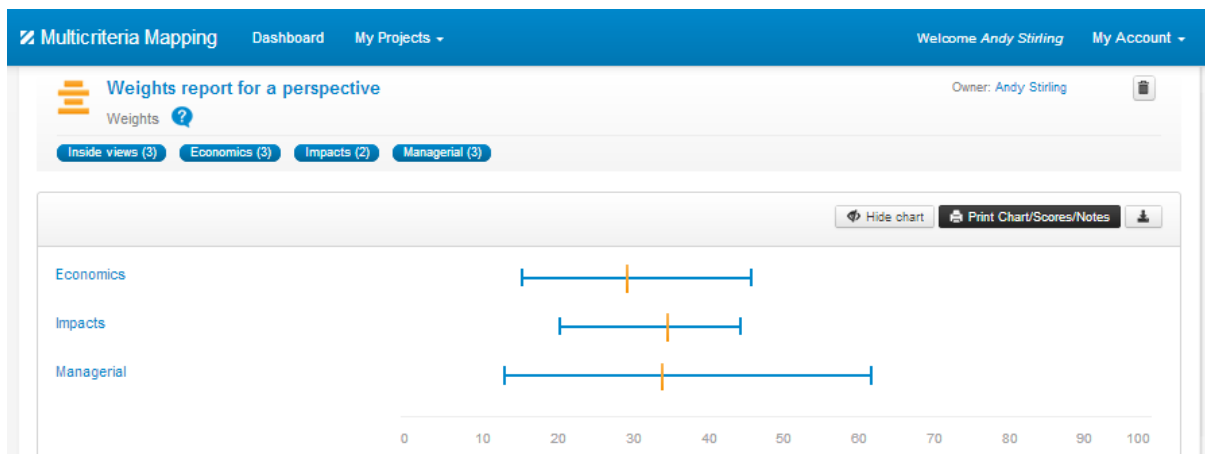 Multicriteria Mapping Dashboard My Projects Welcome Andy Stirling My Account
Weights report for a perspective Owner: Andy Stirling
Weights ?
Inside views (3) Economics (3) Impacts (2) Managerial (3)
Hide chart Print Chart/Scores/Notes
Economics
Impacts
Managerial
0 10 20 30 40 50 60 70 80 90 100